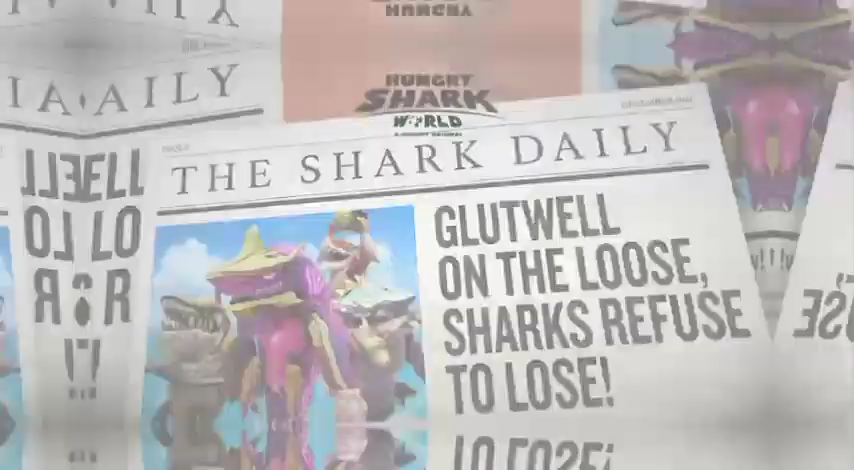 HUNGRY
SHARK
WORLD
THE SHARK DAILY
GLUTWELL
ON THE LOOSE,
SHARKS REFUSE
TO LOSE!